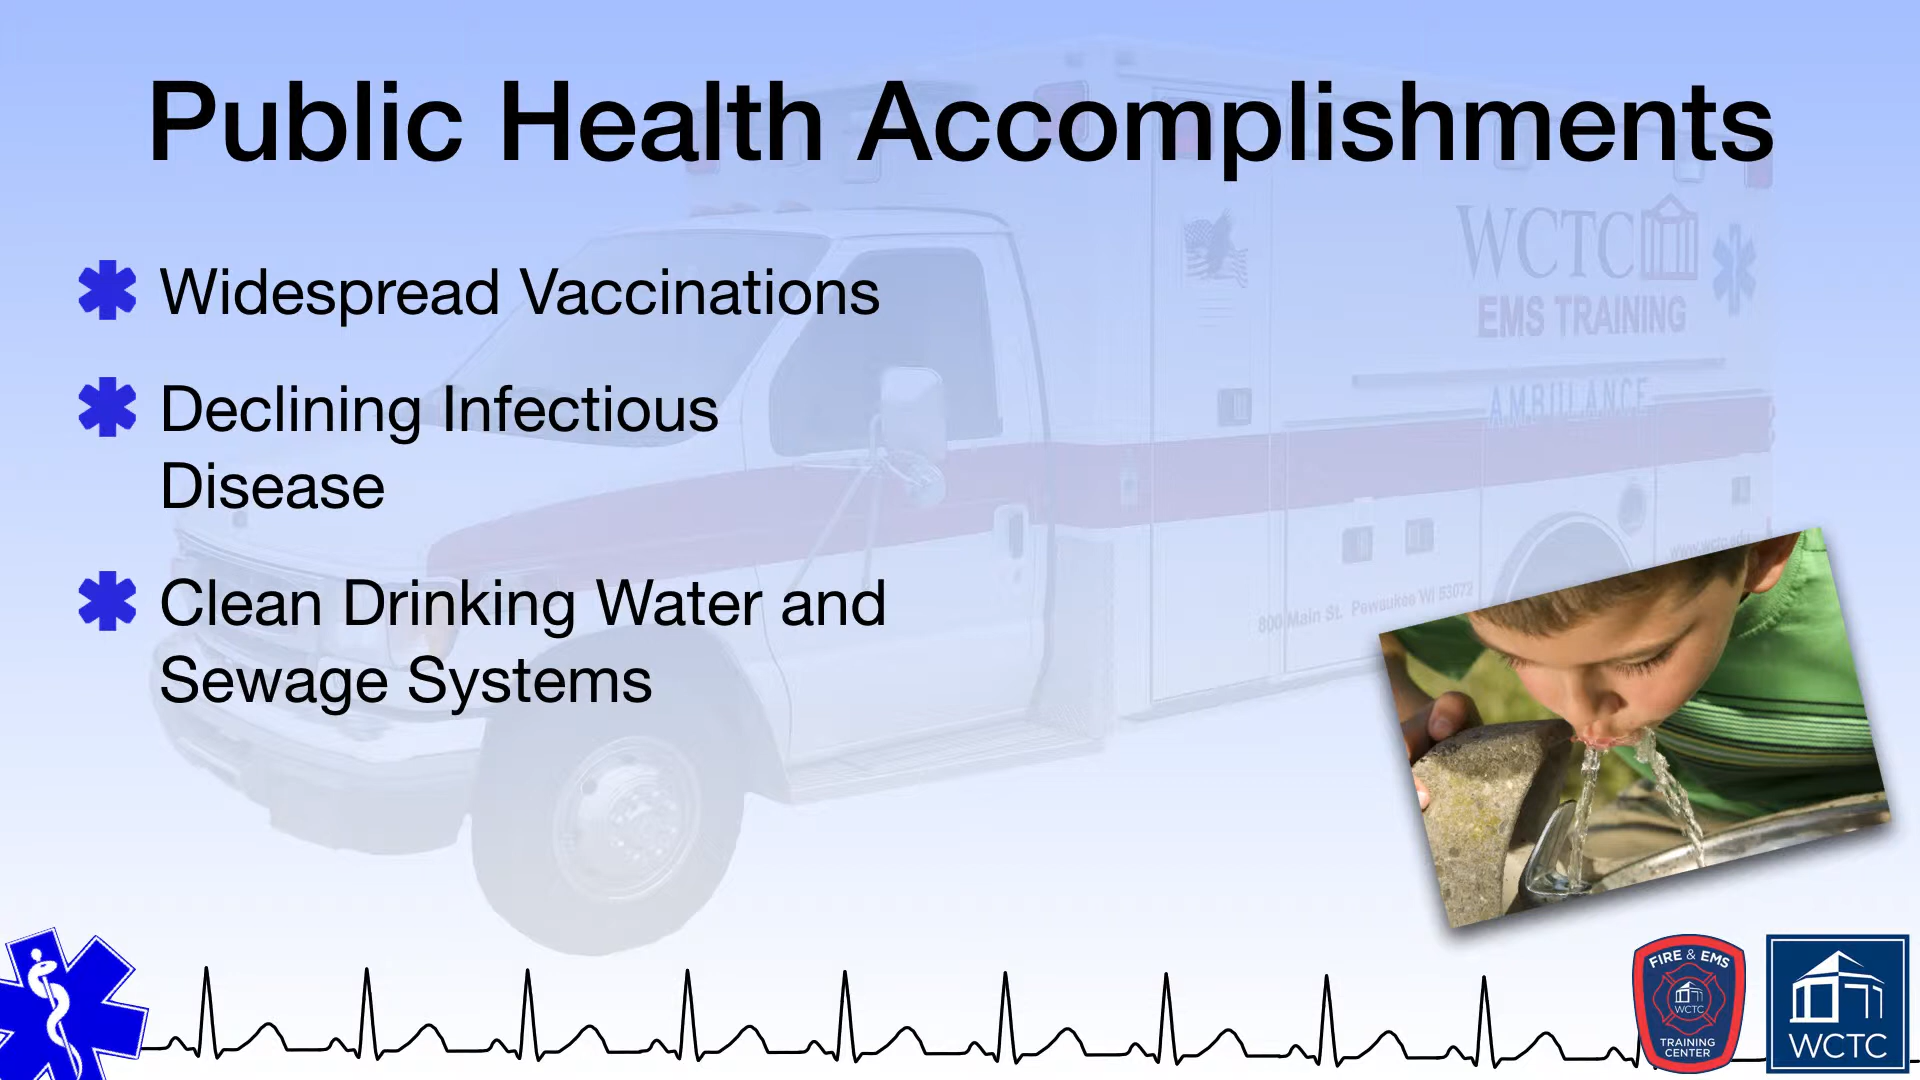 Public Health Accomplishments
Widespread Vaccinations
Declining Infectious
Disease
Clean Drinking Water and
Sewage Systems
WCTC
EMS TRAINING
AMBULANCE
800 Main St. Pewaukee WI 53072
FIRE & EMS
WCTC
TRAINING
CENTER
WCTC